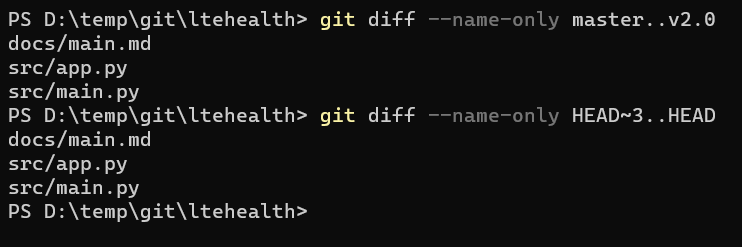 PS D:\temp\git\ltehealth> git diff --name-only master..v2.0
docs/main.md
src/app.py
src/main.py
PS D:\temp\git\ltehealth> git diff --name-only HEAD~3..HEAD
docs/main.md
src/app.py
src/main.py
PS D:\temp\git\ltehealth>